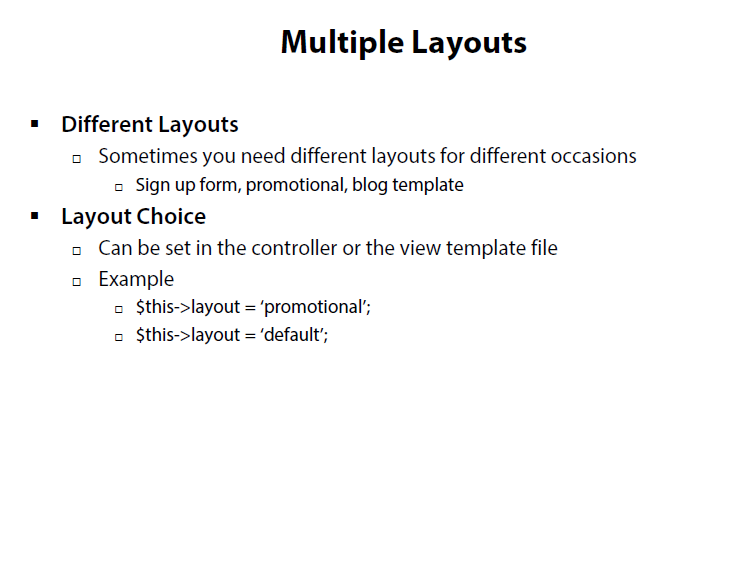 Multiple Layouts
▪ Different Layouts
▫ Sometimes you need different layouts for different occasions
▫ Sign up form, promotional, blog template
▪ Layout Choice
▫ Can be set in the controller or the view template file
▫ Example
▫ $this->layout = ‘promotional’;
▫ $this->layout = ‘default’;